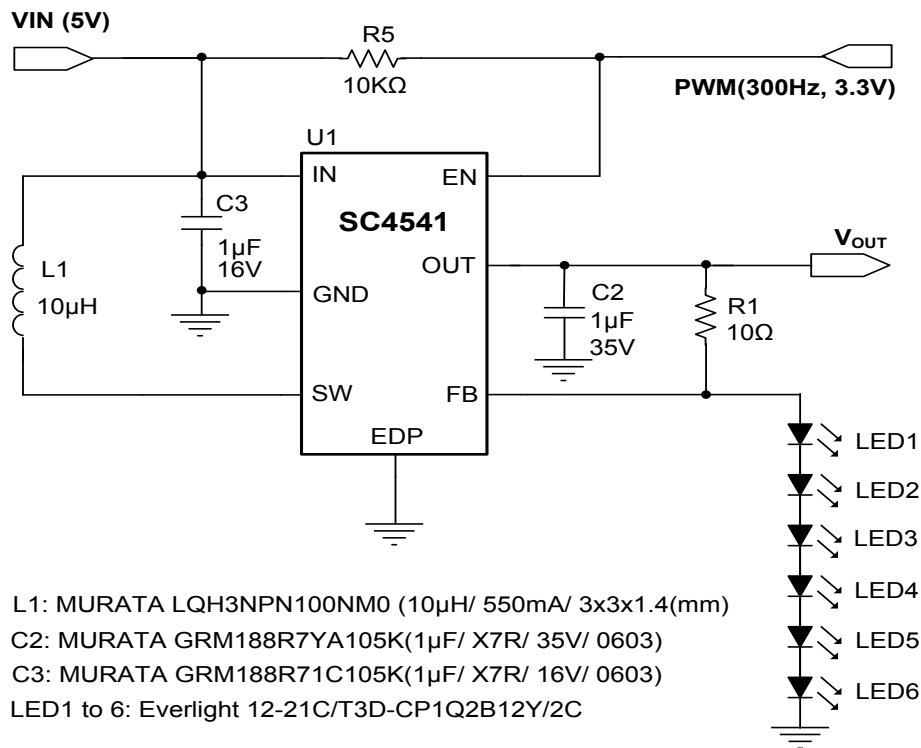 VIN (5V)
R5
10KΩ
PWM(300Hz, 3.3V)
U1
IN
EN
C3
1µF
16V
SC4541
L1
10µH
OUT
VOUT
GND
C2
1µF
35V
R1
10Ω
SW
FB
EDP
LED1
LED2
LED3
LED4
LED5
LED6
L1: MURATA LQH3NPN100NM0 (10µH/ 550mA/ 3x3x1.4(mm)
C2: MURATA GRM188R7YA105K(1µF/ X7R/ 35V/ 0603)
C3: MURATA GRM188R71C105K(1µF/ X7R/ 16V/ 0603)
LED1 to 6: Everlight 12-21C/T3D-CP1Q2B12Y/2C